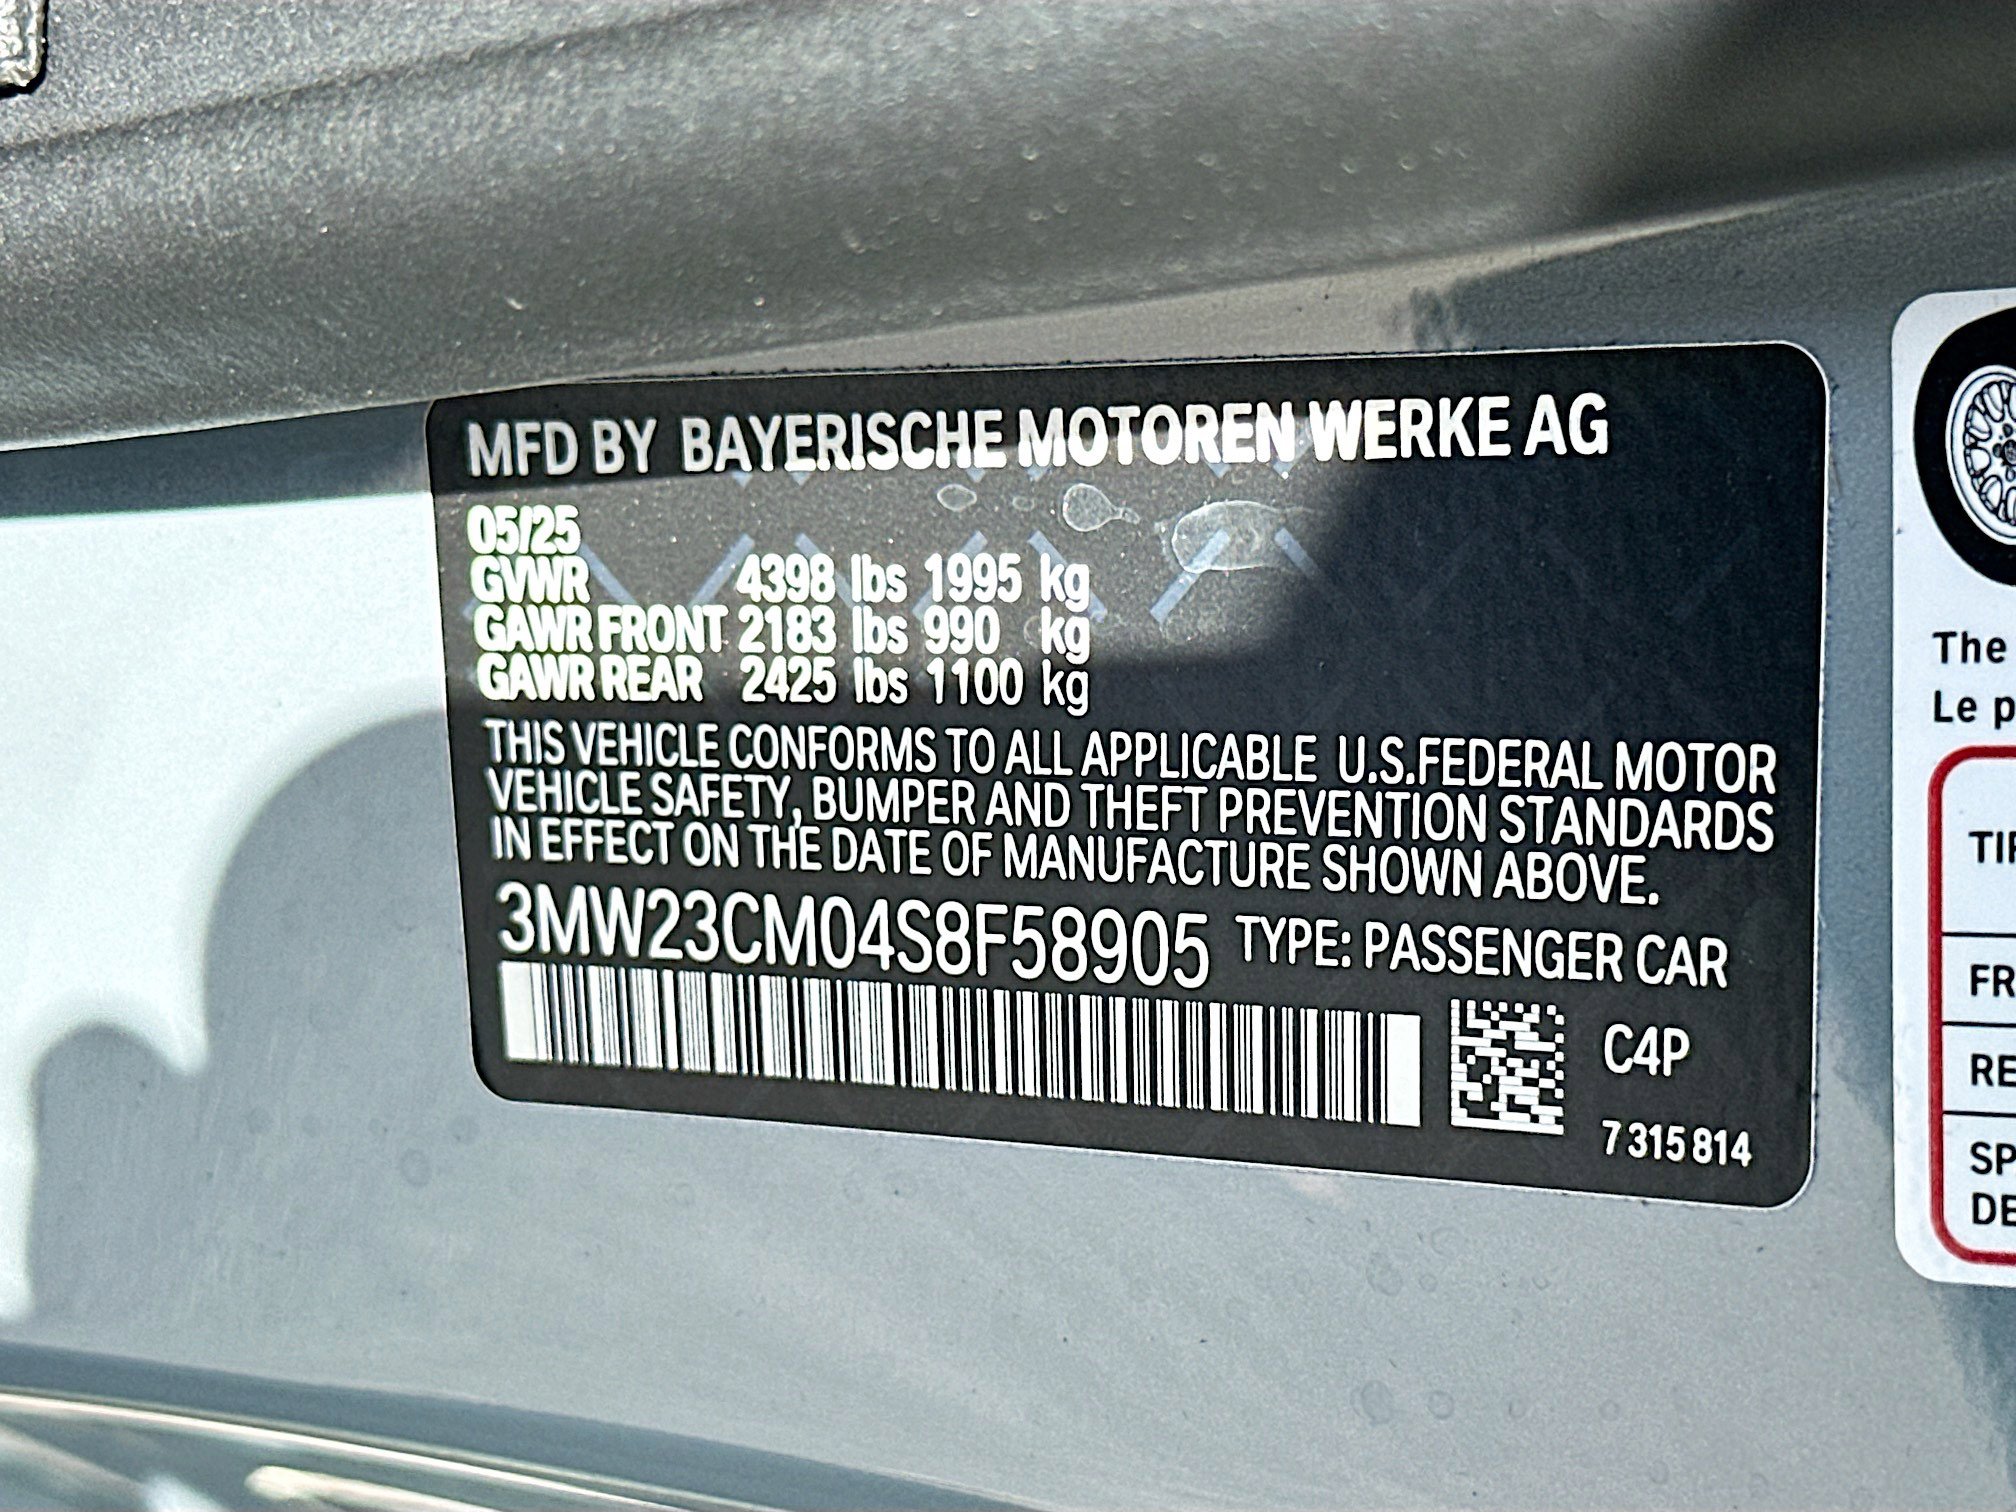 MFD BY BAYERISCHE MOTOREN WERKE AG
05/25
GVWR 4398 lbs 1995 kg
GAWR FRONT 2183 lbs 990 kg
GAWR REAR 2425 lbs 1100 kg
THIS VEHICLE CONFORMS TO ALL APPLICABLE U.S.FEDERAL MOTOR
VEHICLE SAFETY, BUMPER AND THEFT PREVENTION STANDARDS
IN EFFECT ON THE DATE OF MANUFACTURE SHOWN ABOVE.
3MW23CM04S8F58905 TYPE: PASSENGER CAR
C4P
7 315 814
The
Le